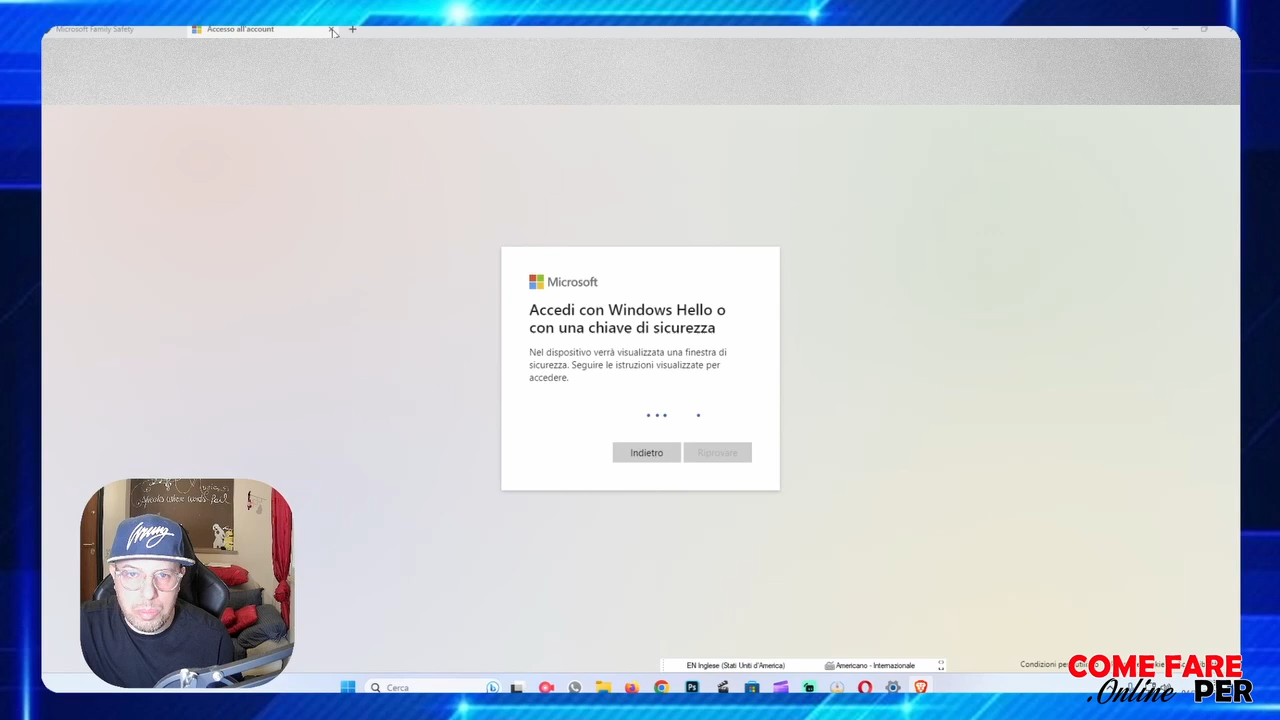 Microsoft Family Safety
Accesso all'account
Microsoft
Accedi con Windows Hello o
con una chiave di sicurezza
Nel dispositivo verrà visualizzata una finestra di
sicurezza. Seguire le istruzioni visualizzate per
accedere.
Indietro
Riprovare
EN Inglese (Stati Uniti d'America)
Americano - Internazionale
Cerca
Ps
COME FARE
.Online PER